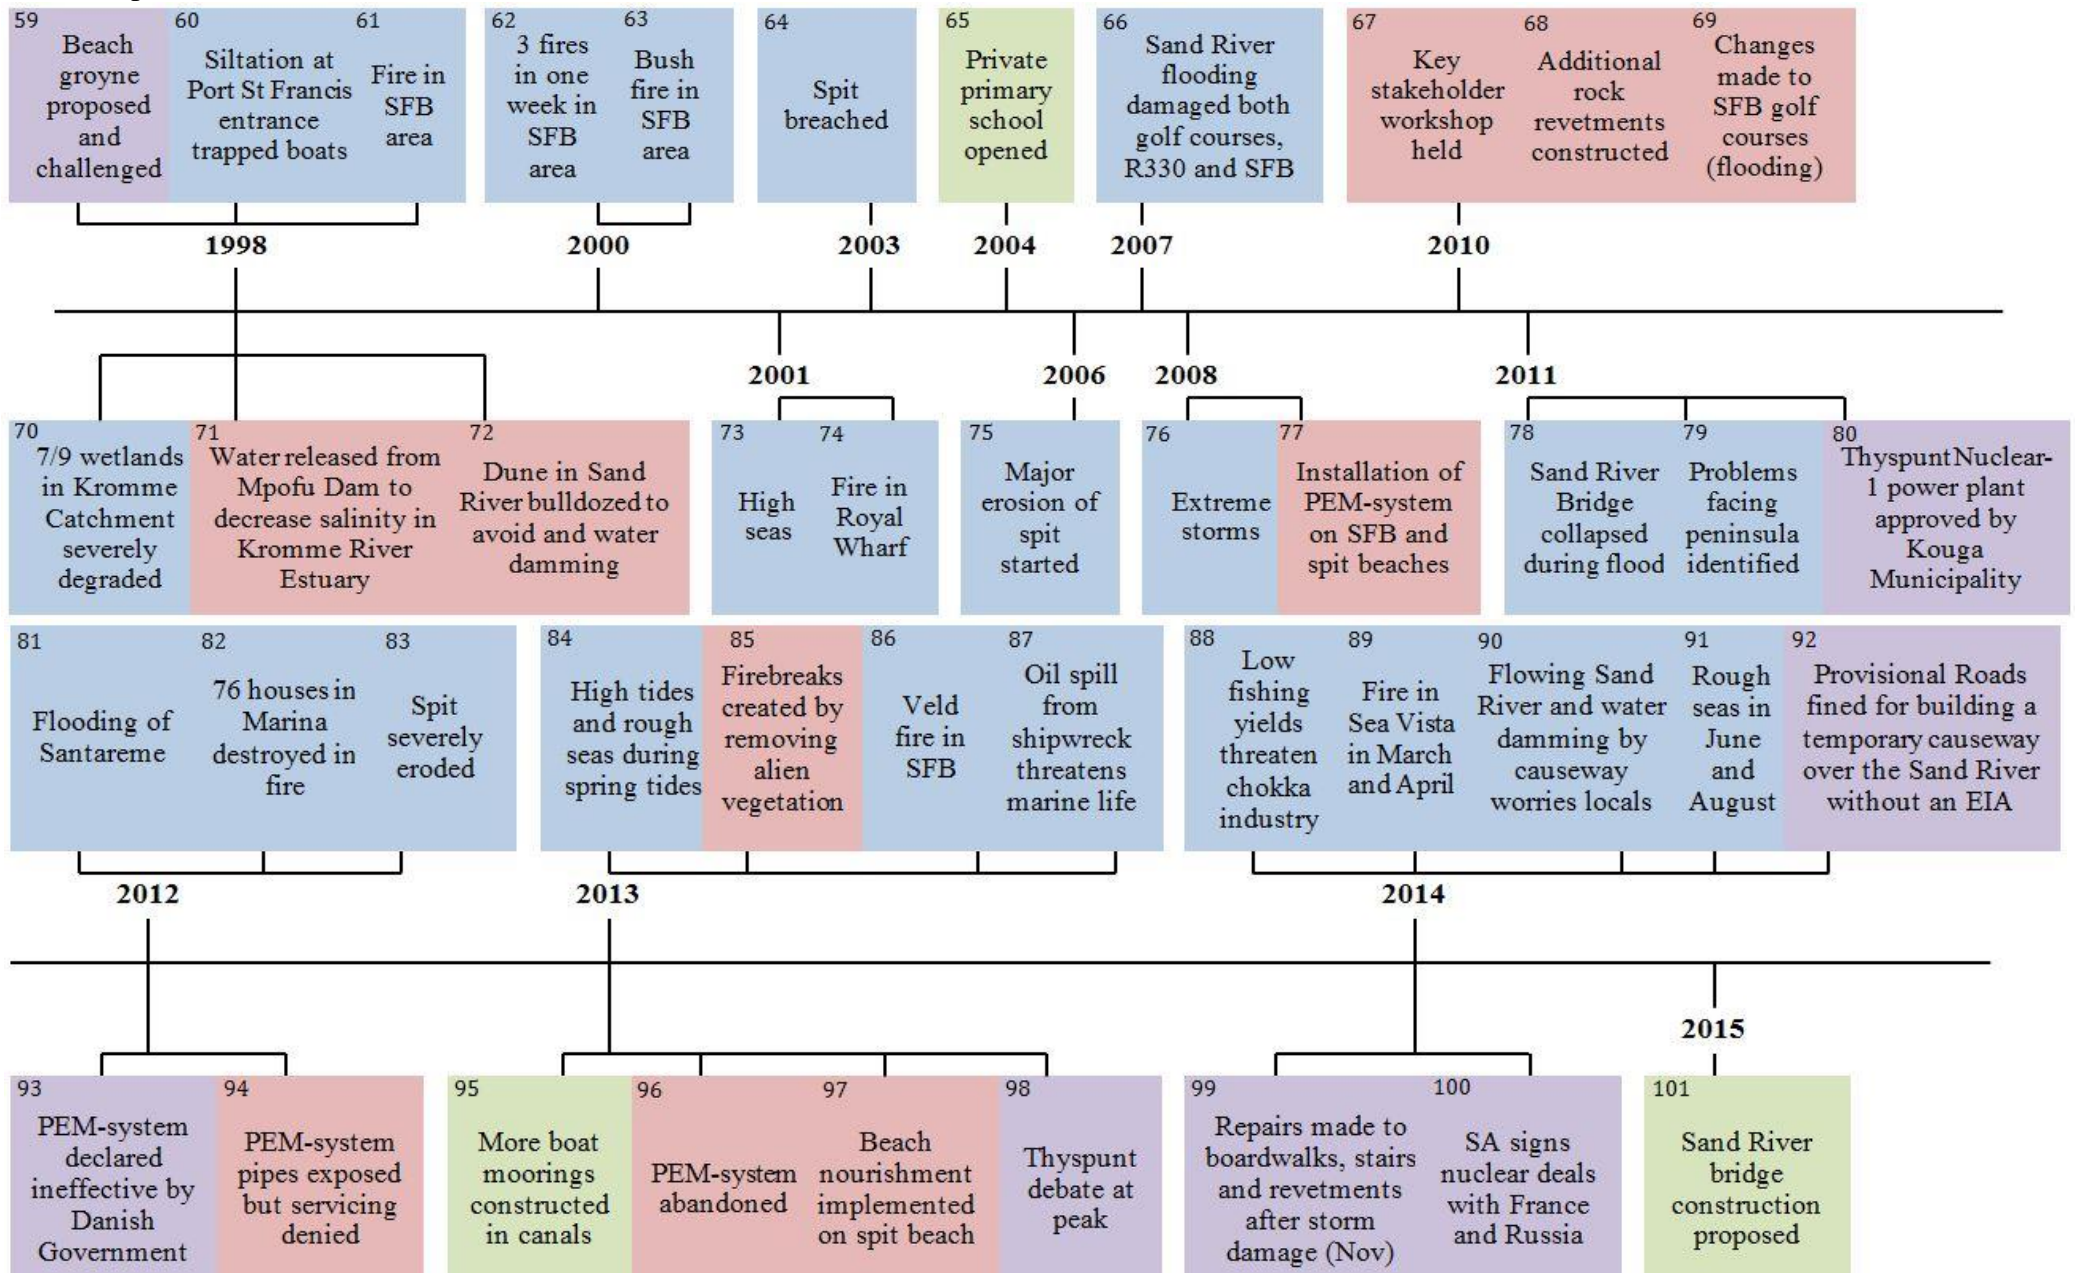 59
Beach
groyne
proposed
and
challenged
60
Siltation at
Port St Francis
entrance
trapped boats
61
Fire in
SFB
area
62
3 fires
in one
week in
SFB
area
63
Bush
fire in
SFB
area
64
Spit
breached
65
Private
primary
school
opened
66
Sand River
flooding
damaged both
golf courses,
R330 and SFB
67
Key
stakeholder
workshop
held
68
Additional
rock
revetments
constructed
69
Changes
made to
SFB golf
courses
(flooding)
1998
2000
2003
2004
2007
2010
2001
2006
2008
2011
70
7/9 wetlands
in Kromme
Catchment
severely
degraded
71
Water released from
Mpofu Dam to
decrease salinity in
Kromme River
Estuary
72
Dune in Sand
River bulldozed to
avoid and water
damming
73
High
seas
74
Fire in
Royal
Wharf
75
Major
erosion of
spit
started
76
Extreme
storms
77
Installation of
PEM-system
on SFB and
spit beaches
78
Sand River
Bridge
collapsed
during flood
79
Problems
facing
peninsula
identified
80
Thyspunt Nuclear-
1 power plant
approved by
Kouga
Municipality
81
Flooding of
Santareme
82
76 houses in
Marina
destroyed in
fire
83
Spit
severely
eroded
84
High tides
and rough
seas during
spring tides
85
Firebreaks
created by
removing
alien
vegetation
86
Veld
fire in
SFB
87
Oil spill
from
shipwreck
threatens
marine life
88
Low
fishing
yields
threaten
chokka
industry
89
Fire in
Sea Vista
in March
and April
90
Flowing Sand
River and water
damming by
causeway
worries locals
91
Rough
seas in
June
and
August
92
Provisional Roads
fined for building a
temporary causeway
over the Sand River
without an EIA
2012
2013
2014
2015
93
PEM-system
declared
ineffective by
Danish
Government
94
PEM-system
pipes exposed
but servicing
denied
95
More boat
moorings
constructed
in canals
96
PEM-system
abandoned
97
Beach
nourishment
implemented
on spit beach
98
Thyspunt
debate at
peak
99
Repairs made to
boardwalks, stairs
and revetments
after storm
damage (Nov)
100
SA signs
nuclear deals
with France
and Russia
101
Sand River
bridge
construction
proposed